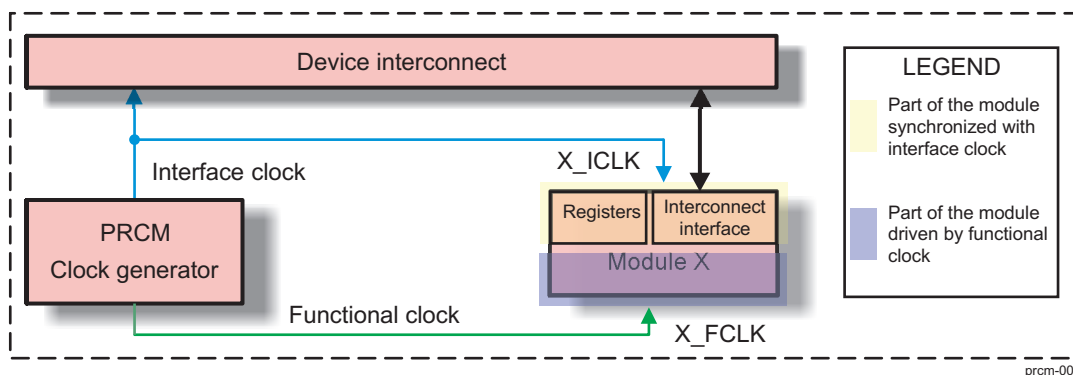 Device interconnect
LEGEND
Part of the module
synchronized with
interface clock
Part of the module
driven by functional
clock
X_ICLK
Interface clock
PRCM
Clock generator
Registers
Interconnect
interface
Module X
Functional clock
X_FCLK
prcm-00